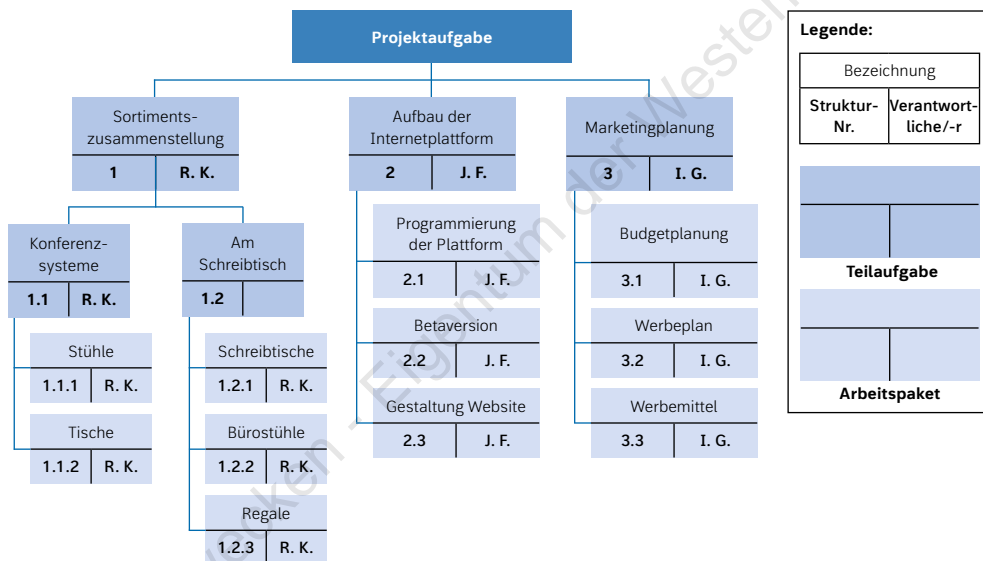 Projektaufgabe
Sortiments-
zusammenstellung
1 R. K.
Aufbau der
Internetplattform
2 J. F.
Marketingplanung
3 I. G.
Konferenz-
systeme
1.1 R. K.
Am
Schreibtisch
1.2
Stühle
1.1.1 R. K.
Tische
1.1.2 R. K.
Schreibtische
1.2.1 R. K.
Bürostühle
1.2.2 R. K.
Regale
1.2.3 R. K.
Programmierung
der Plattform
2.1 J. F.
Betaversion
2.2 J. F.
Gestaltung Website
2.3 J. F.
Budgetplanung
3.1 I. G.
Werbeplan
3.2 I. G.
Werbemittel
3.3 I. G.
Legende:
Bezeichnung
Struktur-
Nr.
Verantwort-
liche/-r
Teilaufgabe
Arbeitspaket
- Eigentum der